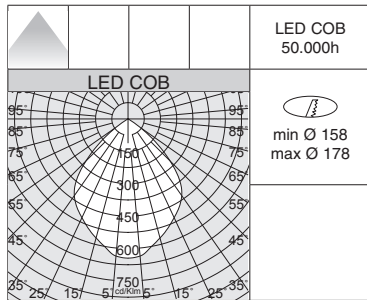 LED COB
50.000h
LED COB
min Ø 158
max Ø 178
95° 95°
85° 85°
75° 75°
65° 65°
55° 55°
45° 45°
35° 35°
150
300
450
600
750
cd/Klm
25° 15° 5° 5° 15° 25°